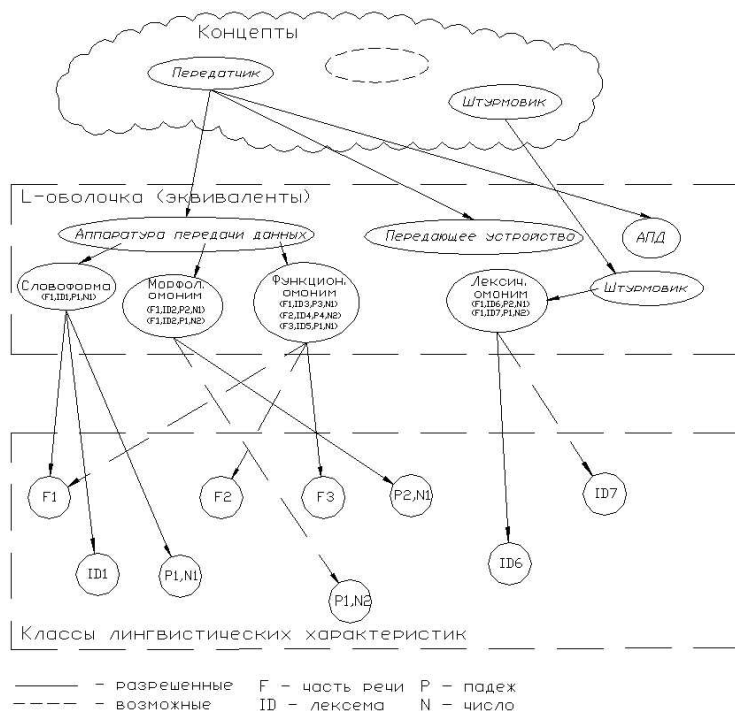 Концепты
Передатчик
Штурмовик
L-оболочка (эквиваленты)
Аппаратура передачи данных
Передающее устройство
АПД
Словоформа
(F1,ID1,P1,N1)
Морфол.
омоним
(F1,ID2,P2,N1)
(F1,ID2,P1,N2)
Функцион.
омоним
(F1,ID3,P3,N1)
(F2,ID4,P4,N2)
(F3,ID5,P1,N1)
Лексич.
омоним
(F1,ID6,P2,N1)
(F1,ID7,P1,N2)
Штурмовик
F1
F2
F3
P2,N1
ID7
ID1
P1,N1
ID6
P1,N2
Классы лингвистических характеристик
- разрешенные F - часть речи P - падеж
- возможные ID - лексема N - число